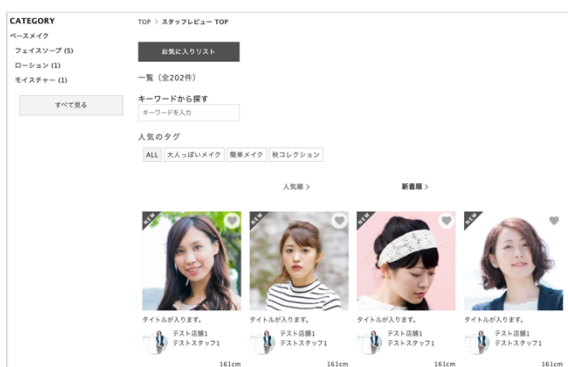 CATEGORY
ベースメイク
フェイスソープ (5)
ローション (1)
モイスチャー (1)
すべて見る
TOP > スタッフレビュー TOP
お気に入りリスト
一覧（全202件）
キーワードから探す
キーワードを入力
人気のタグ
ALL 大人っぽいメイク 簡単メイク 秋コレクション
人気順 > 新着順 >
NEW NEW NEW NEW
タイトルが入ります。 タイトルが入ります。 タイトルが入ります。 タイトルが入ります。
テスト店舗1 テスト店舗1 テスト店舗1 テスト店舗1
テストスタッフ1 テストスタッフ1 テストスタッフ1 テストスタッフ1
161cm 161cm 161cm 161cm